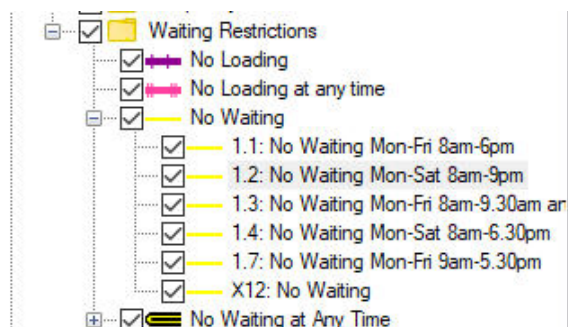 Waiting Restrictions
No Loading
No Loading at any time
No Waiting
1.1: No Waiting Mon-Fri 8am-6pm
1.2: No Waiting Mon-Sat 8am-9pm
1.3: No Waiting Mon-Fri 8am-9.30am an
1.4: No Waiting Mon-Sat 8am-6.30pm
1.7: No Waiting Mon-Fri 9am-5.30pm
X12: No Waiting
No Waiting at Any Time